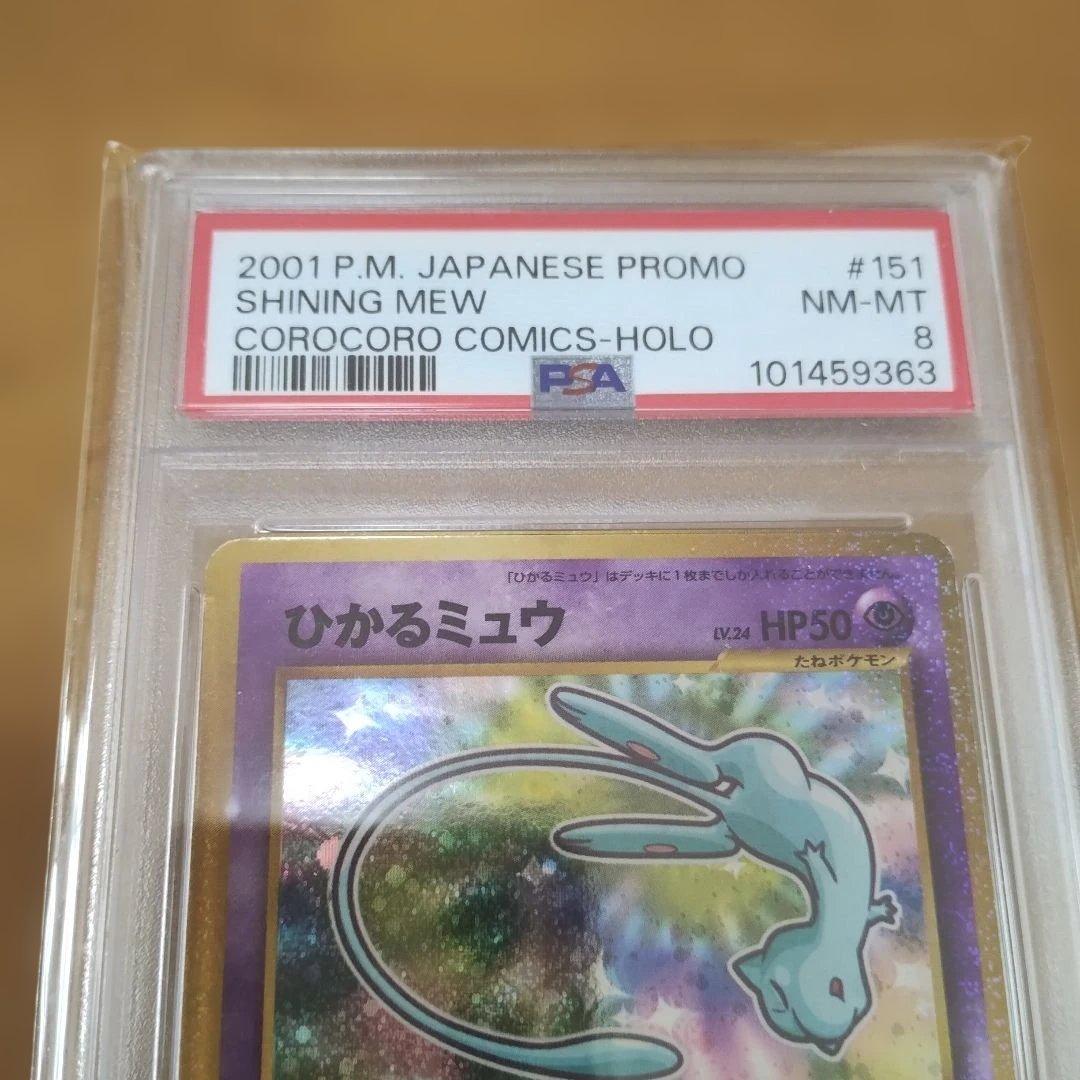 2001 P.M. JAPANESE PROMO #151
SHINING MEW NM-MT
COROCORO COMICS-HOLO 8
PSA 101459363
「ひかるミュウ」はデッキに1枚までしか入れることができません。
ひかるミュウ LV.24 HP50
たねポケモン